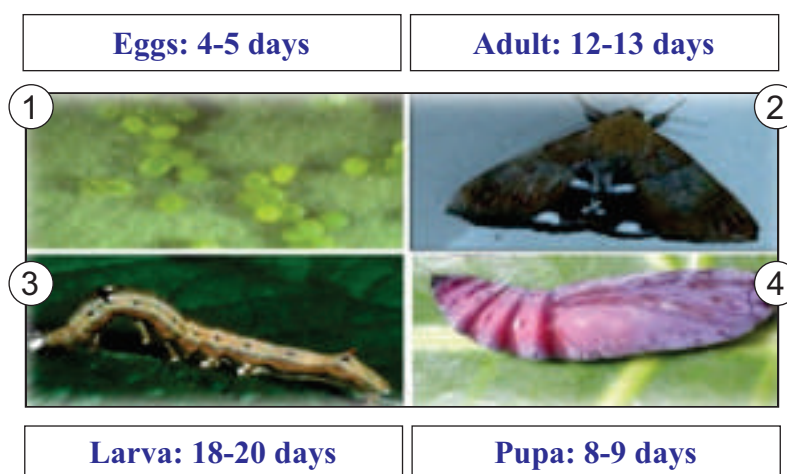 Eggs: 4-5 days
Adult: 12-13 days
1
2
3
4
Larva: 18-20 days
Pupa: 8-9 days